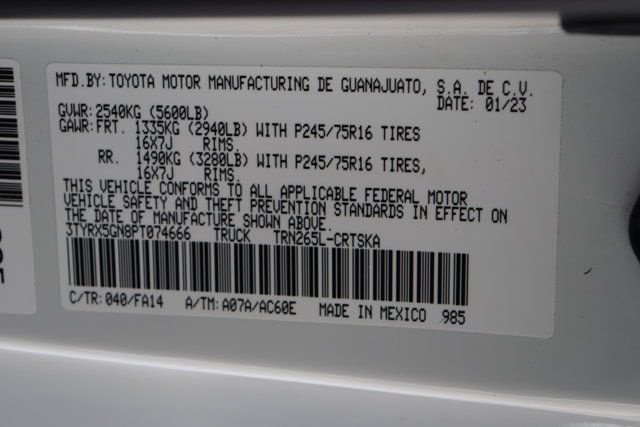 MFD.BY: TOYOTA MOTOR MANUFACTURING DE GUANAJUATO, S.A. DE C.V.
DATE: 01/23
GVWR: 2540KG (5600LB)
GAWR: FRT. 1335KG (2940LB) WITH P245/75R16 TIRES
16X7J RIMS.
RR. 1490KG (3280LB) WITH P245/75R16 TIRES,
16X7J RIMS.
THIS VEHICLE CONFORMS TO ALL APPLICABLE FEDERAL MOTOR
VEHICLE SAFETY AND THEFT PREVENTION STANDARDS IN EFFECT ON
THE DATE OF MANUFACTURE SHOWN ABOVE.
3TYRX5GN8PT074666 TRUCK TRN265L-CRTSKA
C/TR: 040/FA14 A/TM: A07A/AC60E MADE IN MEXICO 985